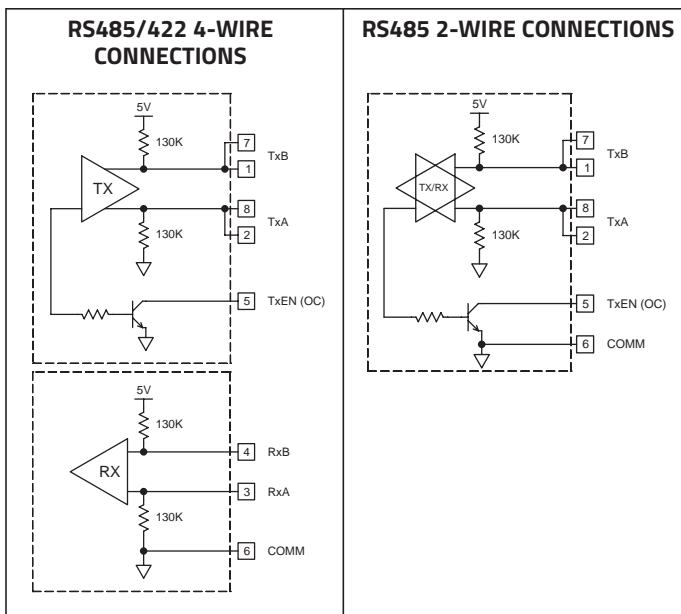 RS485/422 4-WIRE
CONNECTIONS
5V
130K
7
TxB
1
TX
8
TxA
2
130K
5 TxEN (OC)
5V
130K
4 RxB
RX
3 RxA
130K
6 COMM
RS485 2-WIRE CONNECTIONS
5V
130K
7
TxB
1
TX/RX
8
TxA
2
130K
5 TxEN (OC)
6 COMM